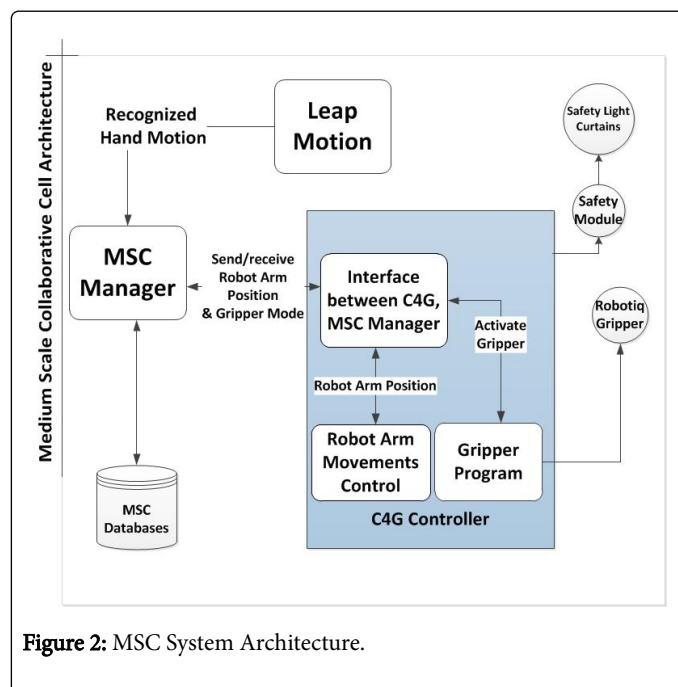 Medium Scale Collaborative Cell Architecture
Leap
Motion
Recognized
Hand Motion
Safety Light
Curtains
Safety
Module
MSC
Manager
Send/receive
Robot Arm
Position
& Gripper Mode
Interface
between C4G,
MSC Manager
Activate
Gripper
Robotiq
Gripper
Robot Arm Position
Robot Arm
Movements
Control
Gripper
Program
C4G Controller
MSC
Databases
Figure 2: MSC System Architecture.